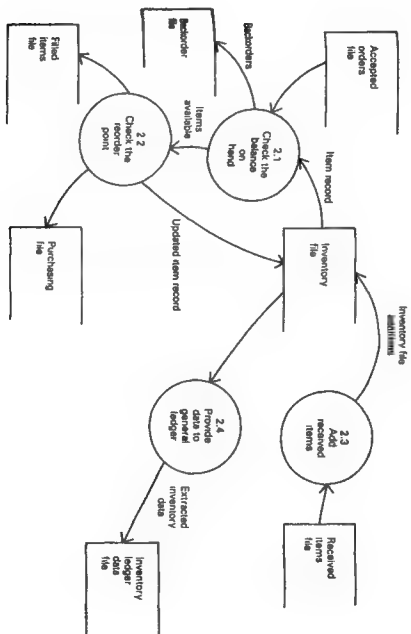 Inventory file
additions
Accepted
orders
file
Item record
Inventory
file
2.3
Add
received
items
Received
items
file
Backorders
2.1
Check the
balance
on
hand
Backorder
file
Items
available
Updated item record
2.4
Provide
data to
general
ledger
Extracted
inventory
data
2.2
Check the
reorder
point
Filled
items
file
Purchasing
file
Inventory
ledger
data
file